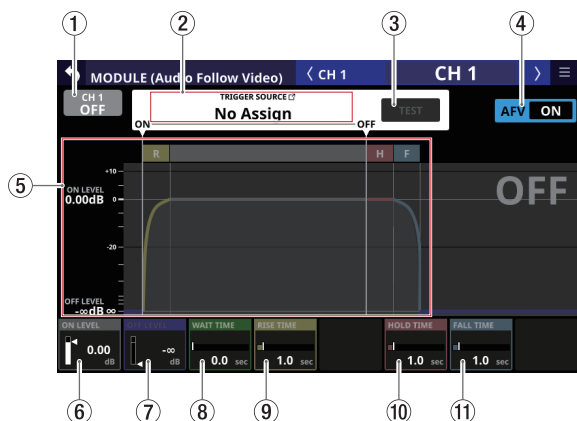 ① ② ③ ④
MODULE (Audio Follow Video) 〈 CH 1 CH 1 〉 ≡
CH 1
OFF
TRIGGER SOURCE
No Assign
TEST
AFV ON
ON OFF
R H F
⑤
+10
ON LEVEL
0.00dB 0
OFF
-20
OFF LEVEL
-∞dB ∞
ON LEVEL OFF LEVEL WAIT TIME RISE TIME HOLD TIME FALL TIME
0.00 dB -∞ dB 0.0 sec 1.0 sec 1.0 sec 1.0 sec
⑥ ⑦ ⑧ ⑨ ⑩ ⑪